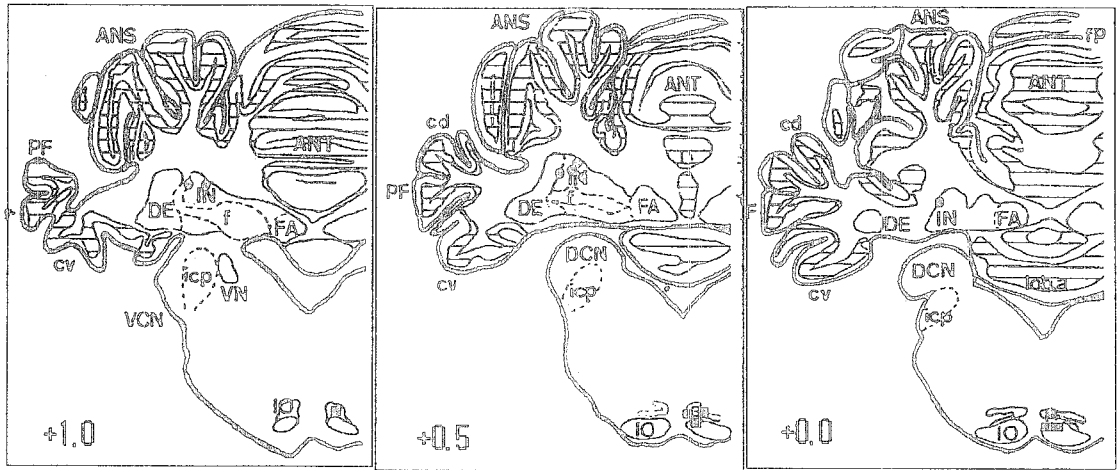 ANS
PF
ANT
IN
DE
f
FA
cv
icp
VN
VCN
IO
+1.0
ANS
ANT
cd
PF
IN
f
DE
FA
cv
DCN
icp
IO
+0.5
ANS
fp
ANT
cd
IN
FA
DE
cv
DCN
icp
IO
+0.0